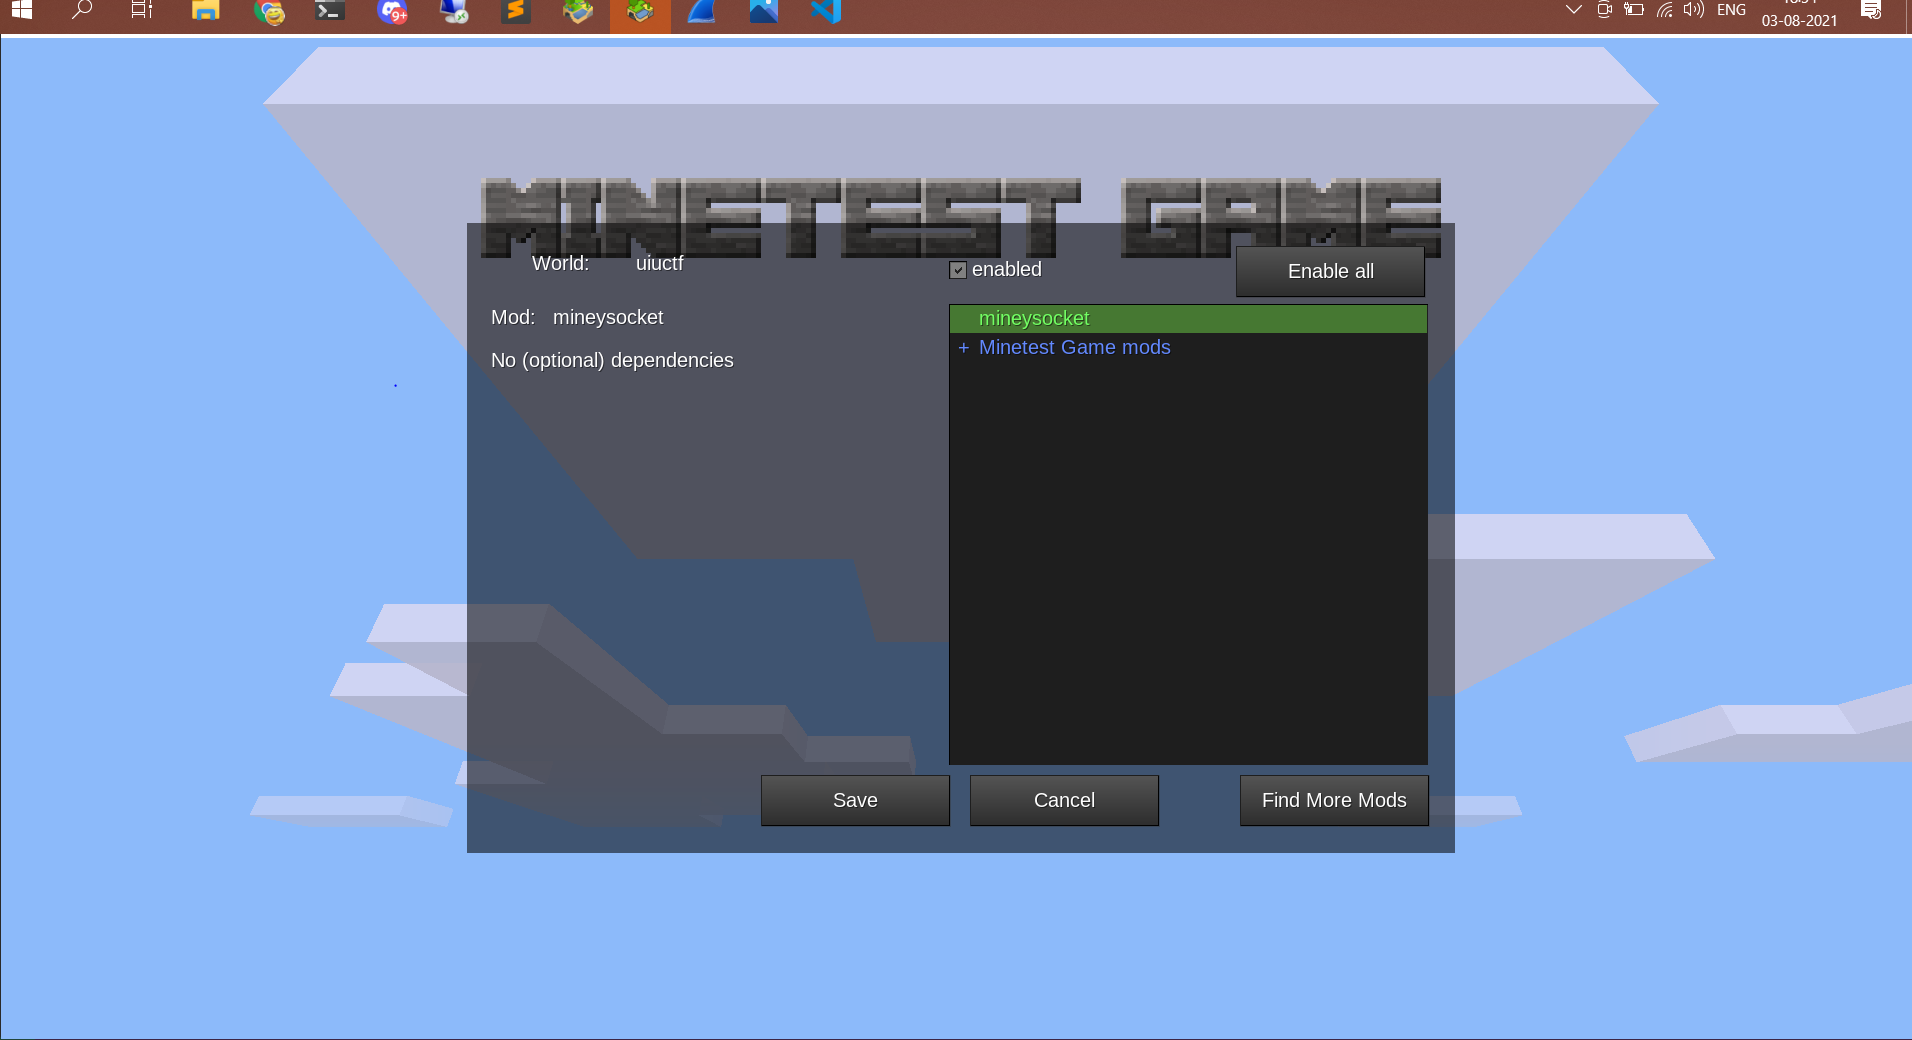 9+
ENG
03-08-2021
MINETEST GAME
World: uiuctf
enabled
Enable all
Mod: mineysocket
mineysocket
No (optional) dependencies
+ Minetest Game mods
Save
Cancel
Find More Mods